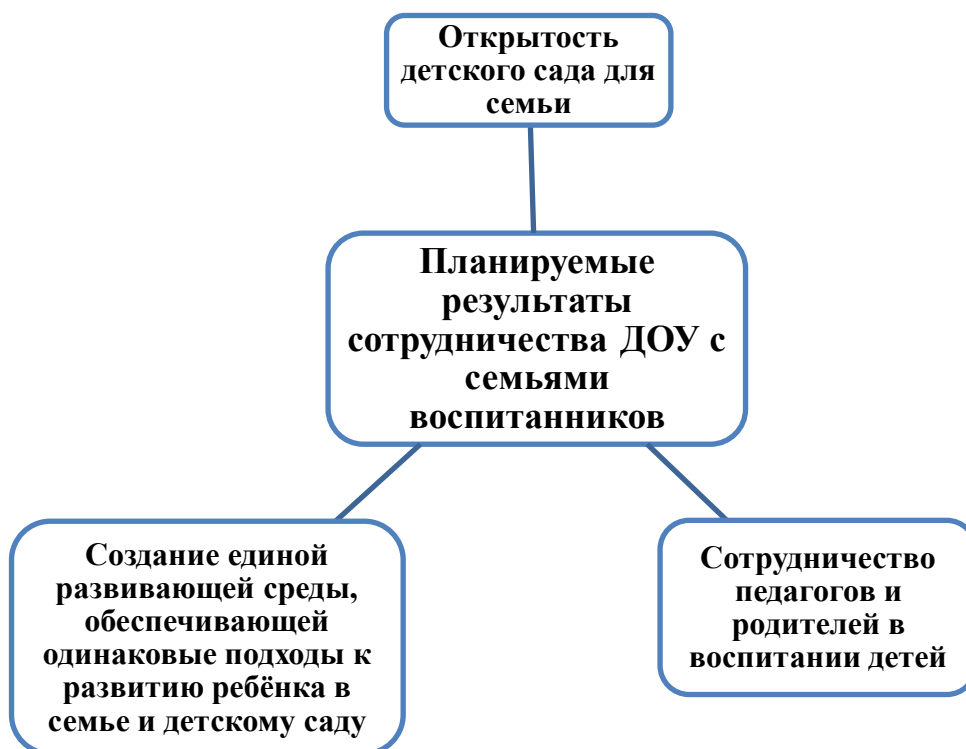 Открытость
детского сада для
семьи
Планируемые
результаты
сотрудничества ДОУ с
семьями
воспитанников
Создание единой
развивающей среды,
обеспечивающей
одинаковые подходы к
развитию ребёнка в
семье и детскому саду
Сотрудничество
педагогов и
родителей в
воспитании детей